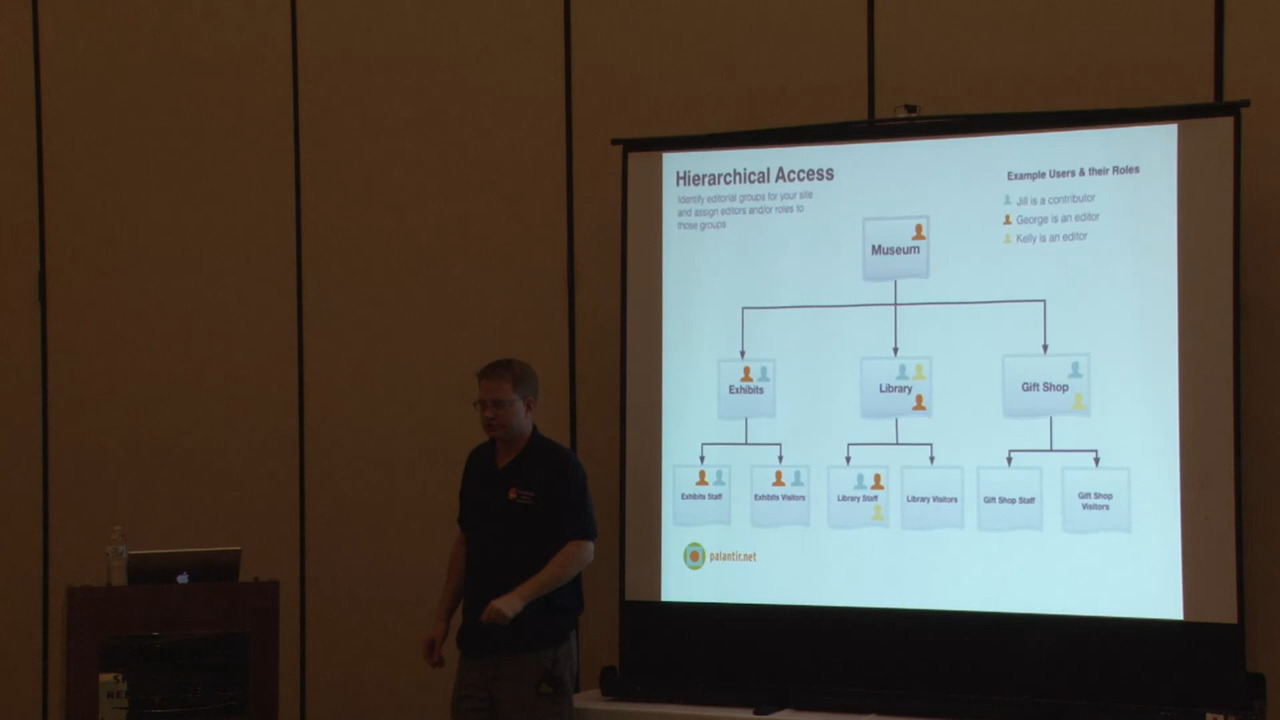 Hierarchical Access
Identify editorial groups for your site
and assign editors and/or roles to
those groups
Example Users & their Roles
Jill is a contributor
George is an editor
Kelly is an editor
Museum
Exhibits
Library
Gift Shop
Exhibits Staff
Exhibits Visitors
Library Staff
Library Visitors
Gift Shop Staff
Gift Shop
Visitors
palantir.net